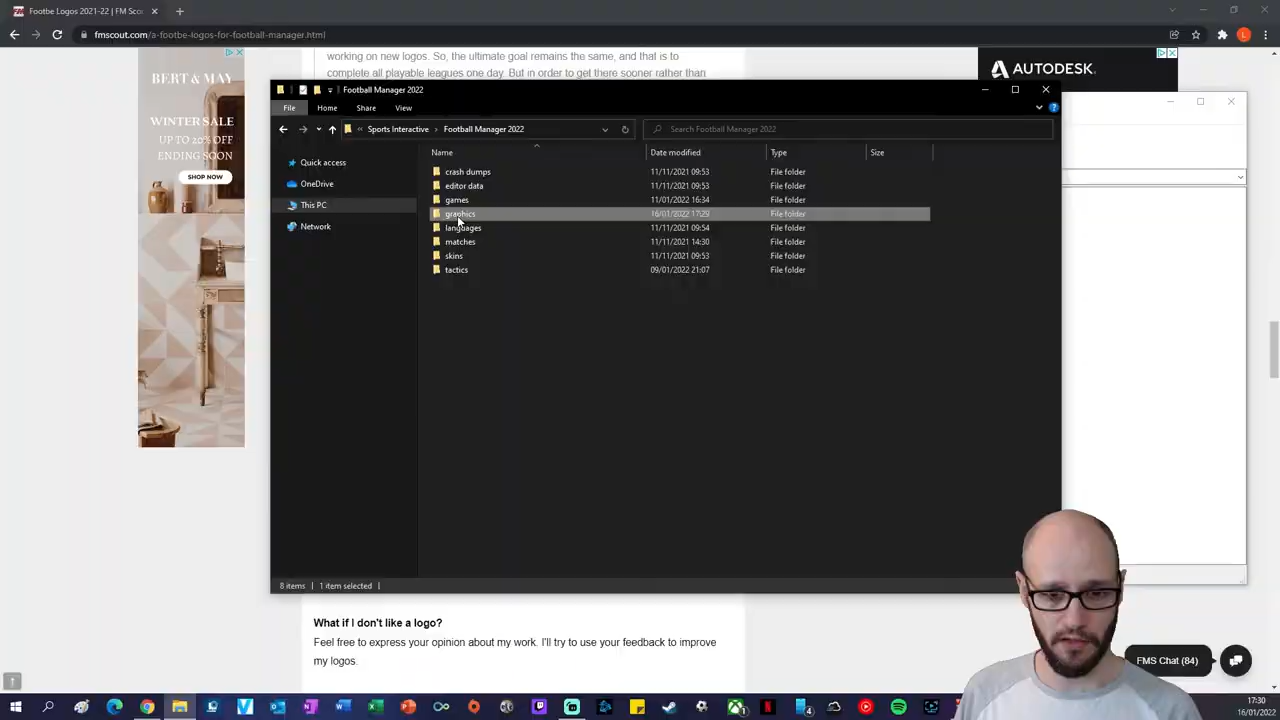 Footbe Logos 2021-22 | FM Sco
fmscout.com/a-footbe-logos-for-football-manager.html
working on new logos. So, the ultimate goal remains the same, and that is to
complete all playable leagues one day. But in order to get there sooner rather than
BERT & MAY
WINTER SALE
UP TO 20% OFF
ENDING SOON
SHOP NOW
AUTODESK.
Football Manager 2022
File Home Share View
Sports Interactive > Football Manager 2022
Search Football Manager 2022
Name Date modified Type Size
Quick access
OneDrive
This PC
Network
crash dumps 11/11/2021 09:53 File folder
editor data 11/11/2021 09:53 File folder
games 11/01/2022 16:34 File folder
graphics 16/01/2022 17:29 File folder
languages 11/11/2021 09:54 File folder
matches 11/11/2021 14:30 File folder
skins 11/11/2021 09:53 File folder
tactics 09/01/2022 21:07 File folder
8 items 1 item selected
What if I don't like a logo?
Feel free to express your opinion about my work. I'll try to use your feedback to improve
my logos.
FMS Chat (84)
17:30
16/01/2022